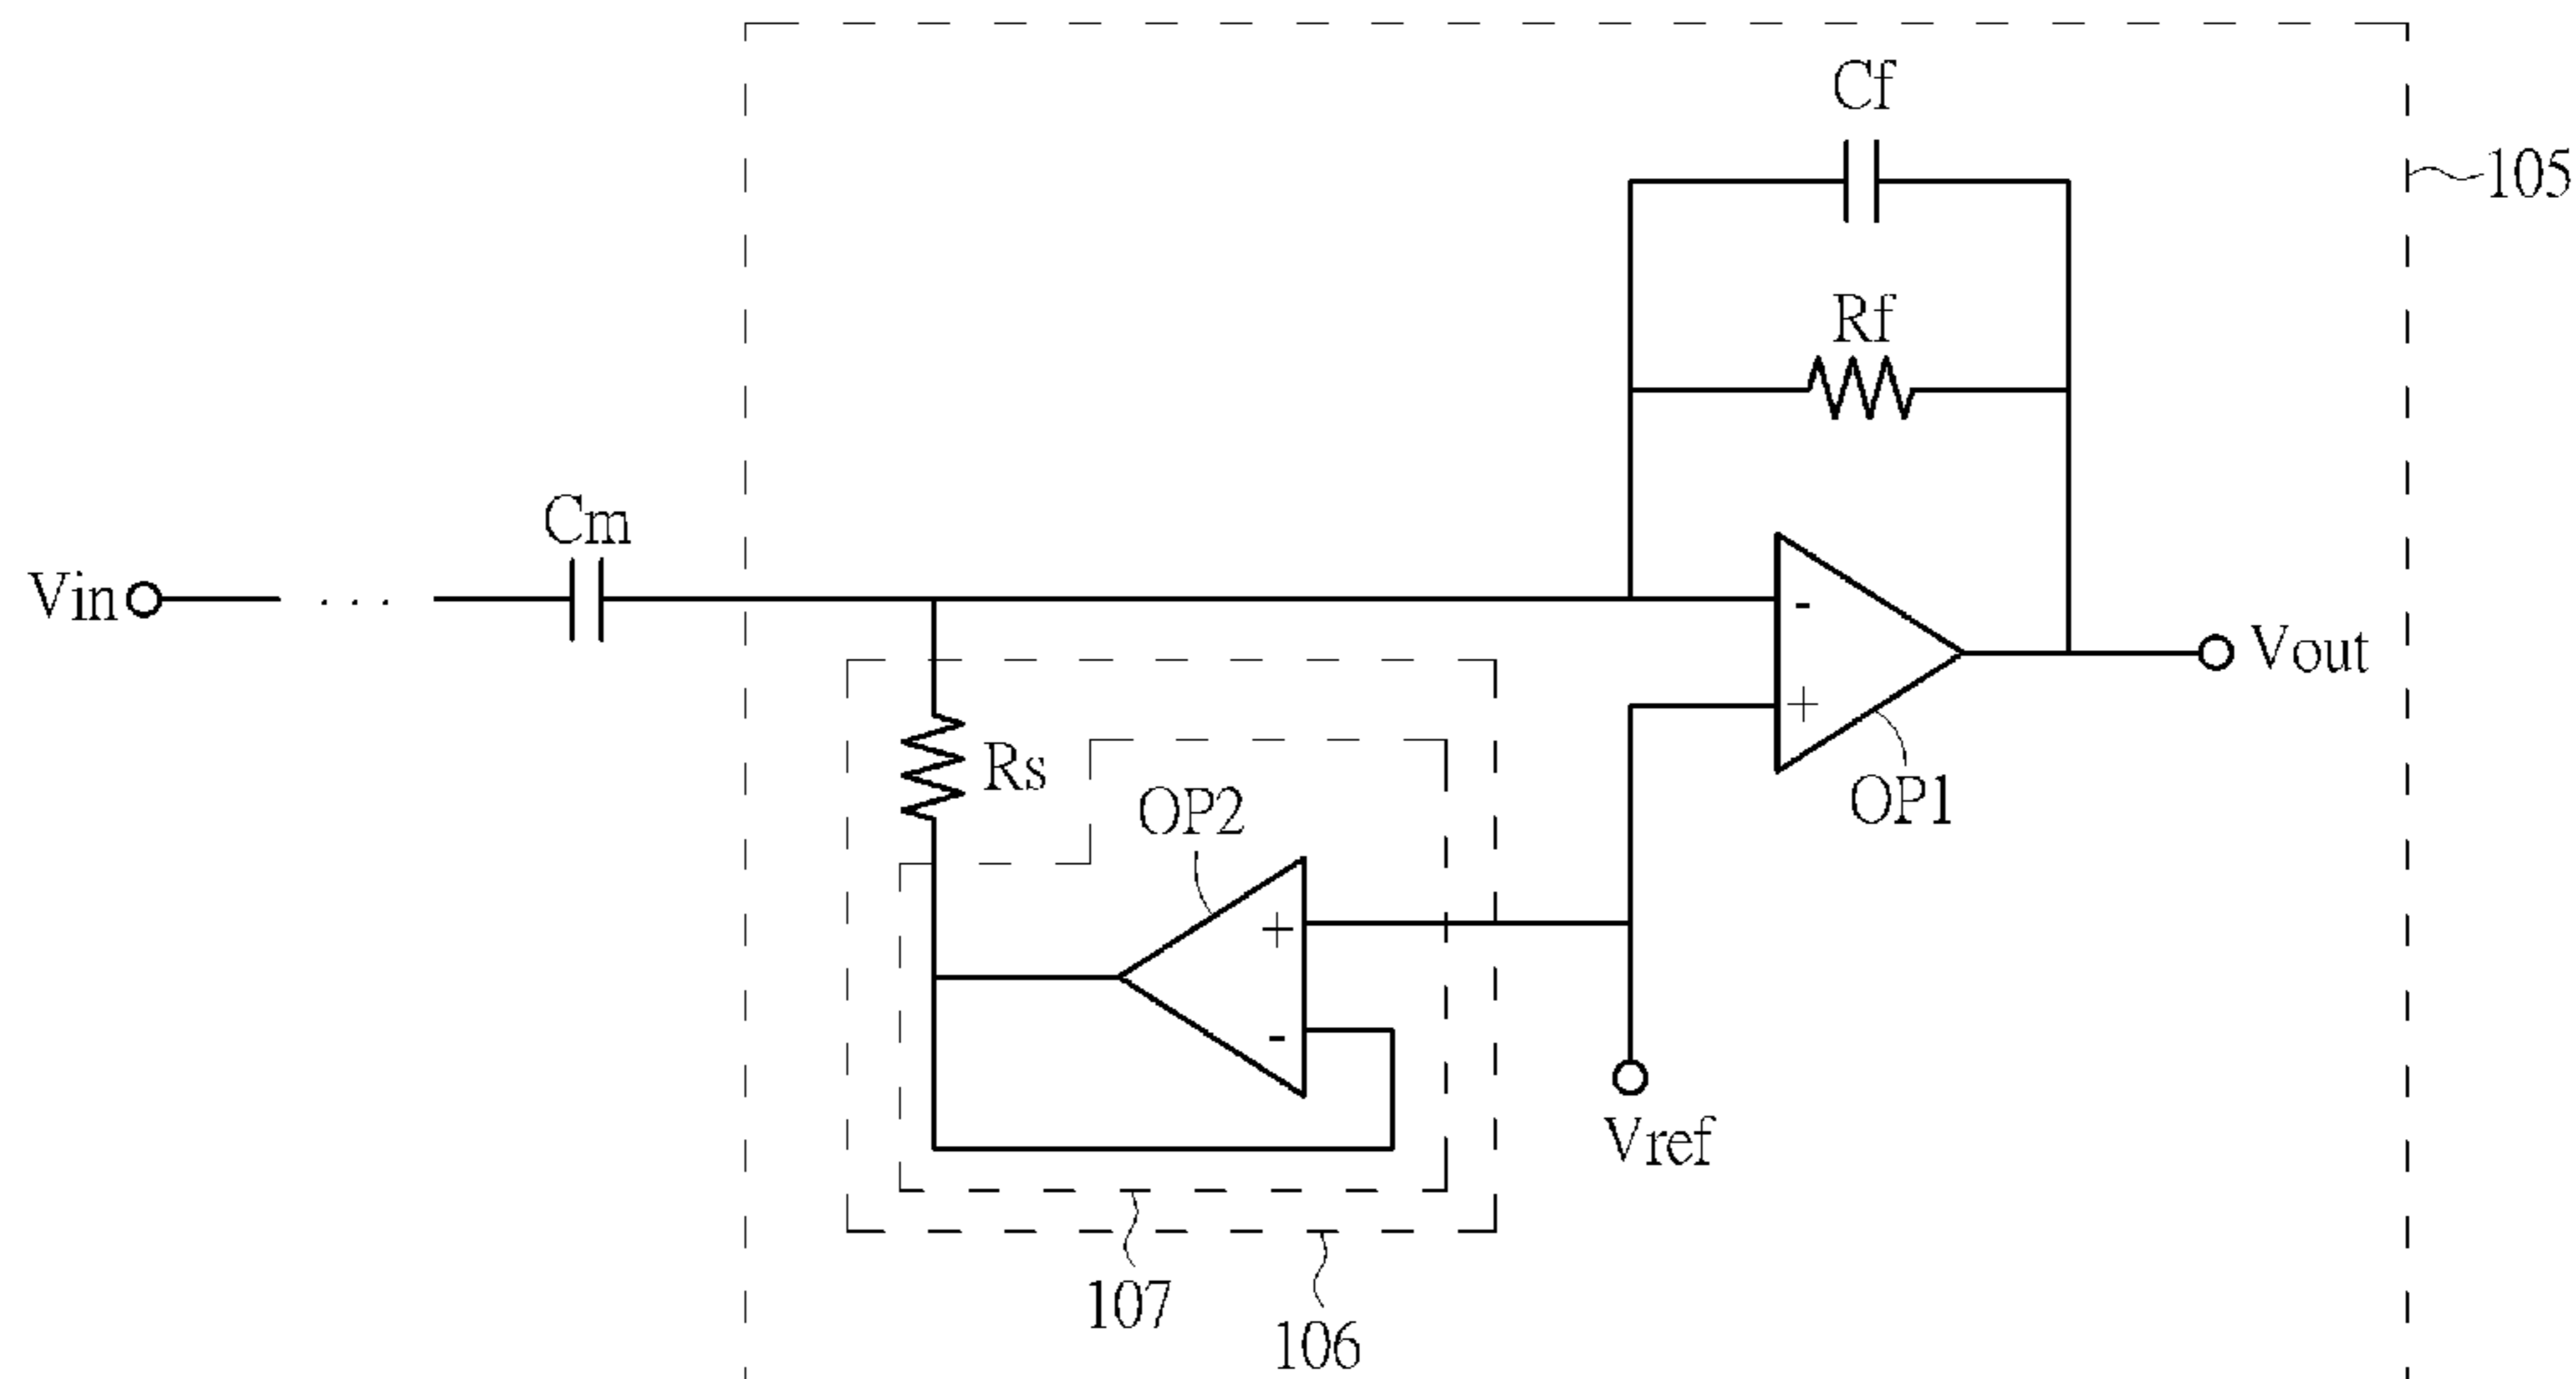 Cf
105
Rf
Cm
Vin
...
-
Vout
+
Rs
OP2
OP1
+
-
Vref
107
106